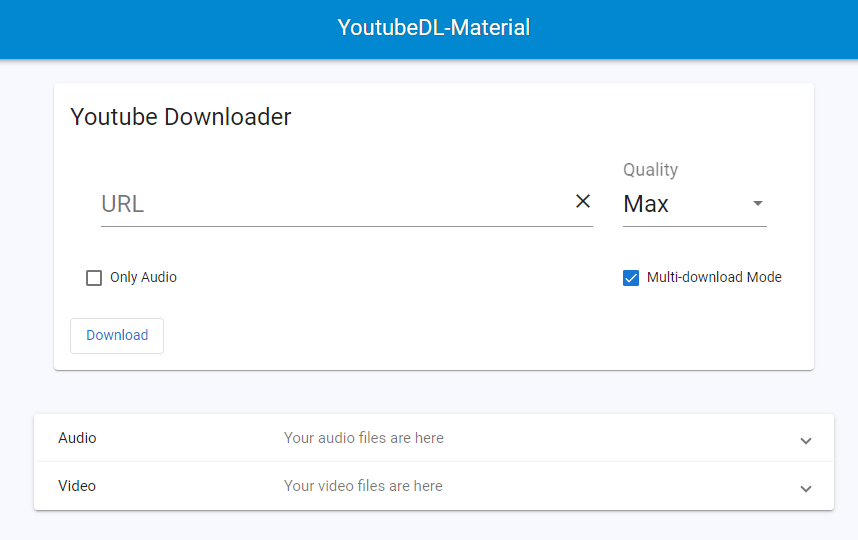 YoutubeDL-Material
Youtube Downloader
Quality
URL
Max
Only Audio
Multi-download Mode
Download
Audio
Your audio files are here
Video
Your video files are here